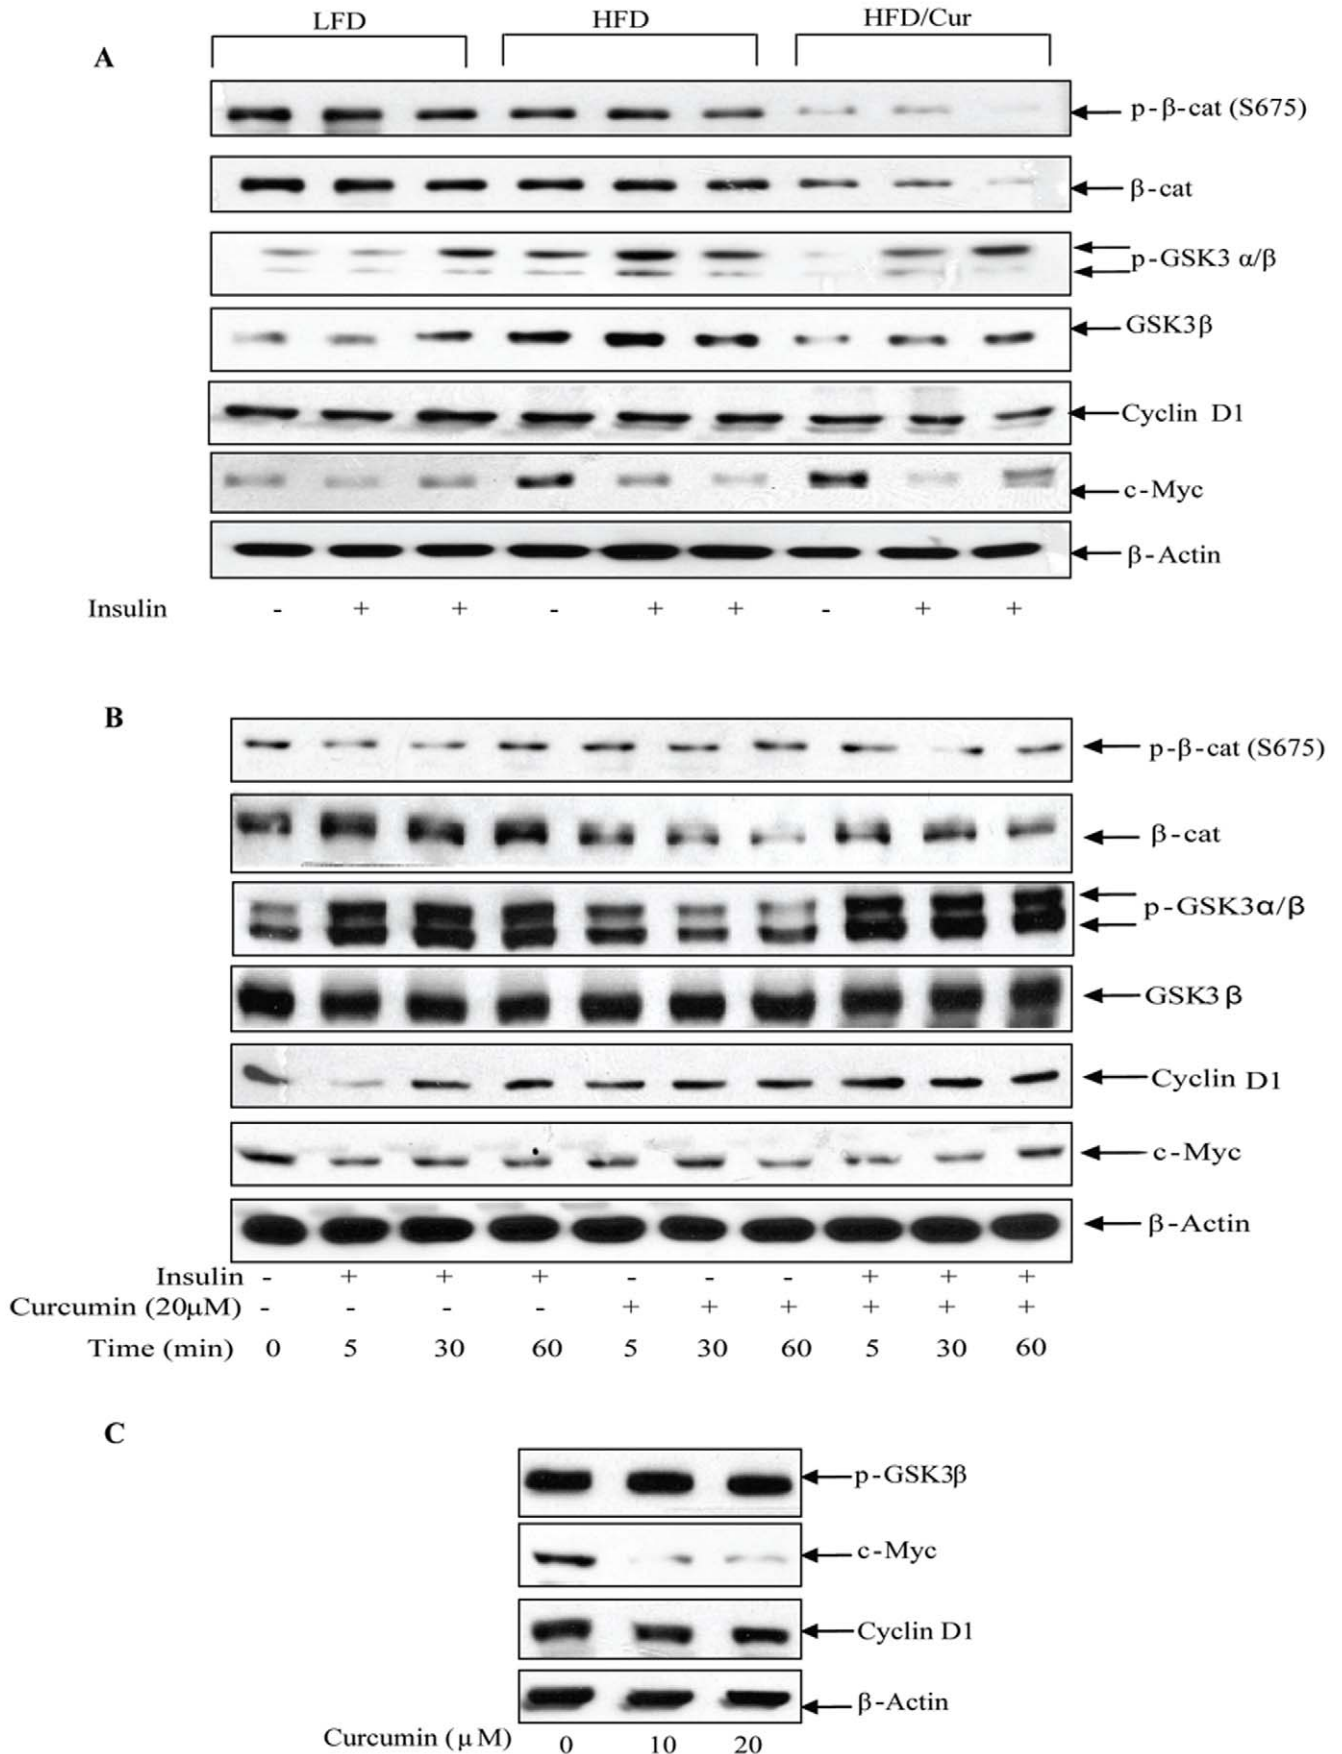 LFD HFD HFD/Cur
A
p-β-cat (S675)
β-cat
p-GSK3 α/β
GSK3β
Cyclin D1
c-Myc
β-Actin
Insulin - + + - + + - + +
B
p-β-cat (S675)
β-cat
p-GSK3α/β
GSK3β
Cyclin D1
c-Myc
β-Actin
Insulin - + + + - - - + + +
Curcumin (20μM) - - - - + + + + + +
Time (min) 0 5 30 60 5 30 60 5 30 60
C
p-GSK3β
c-Myc
Cyclin D1
β-Actin
Curcumin (μM) 0 10 20